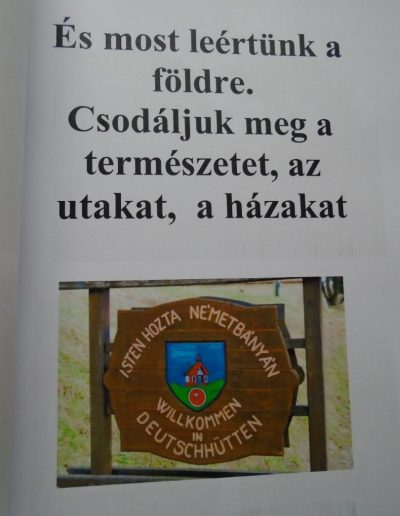 És most leértünk a
földre.
Csodáljuk meg a
természetet, az
utakat, a házakat
ISTEN HOZTA NÉMETBÁNYÁN
WILLKOMMEN
IN
DEUTSCHHÜTTEN